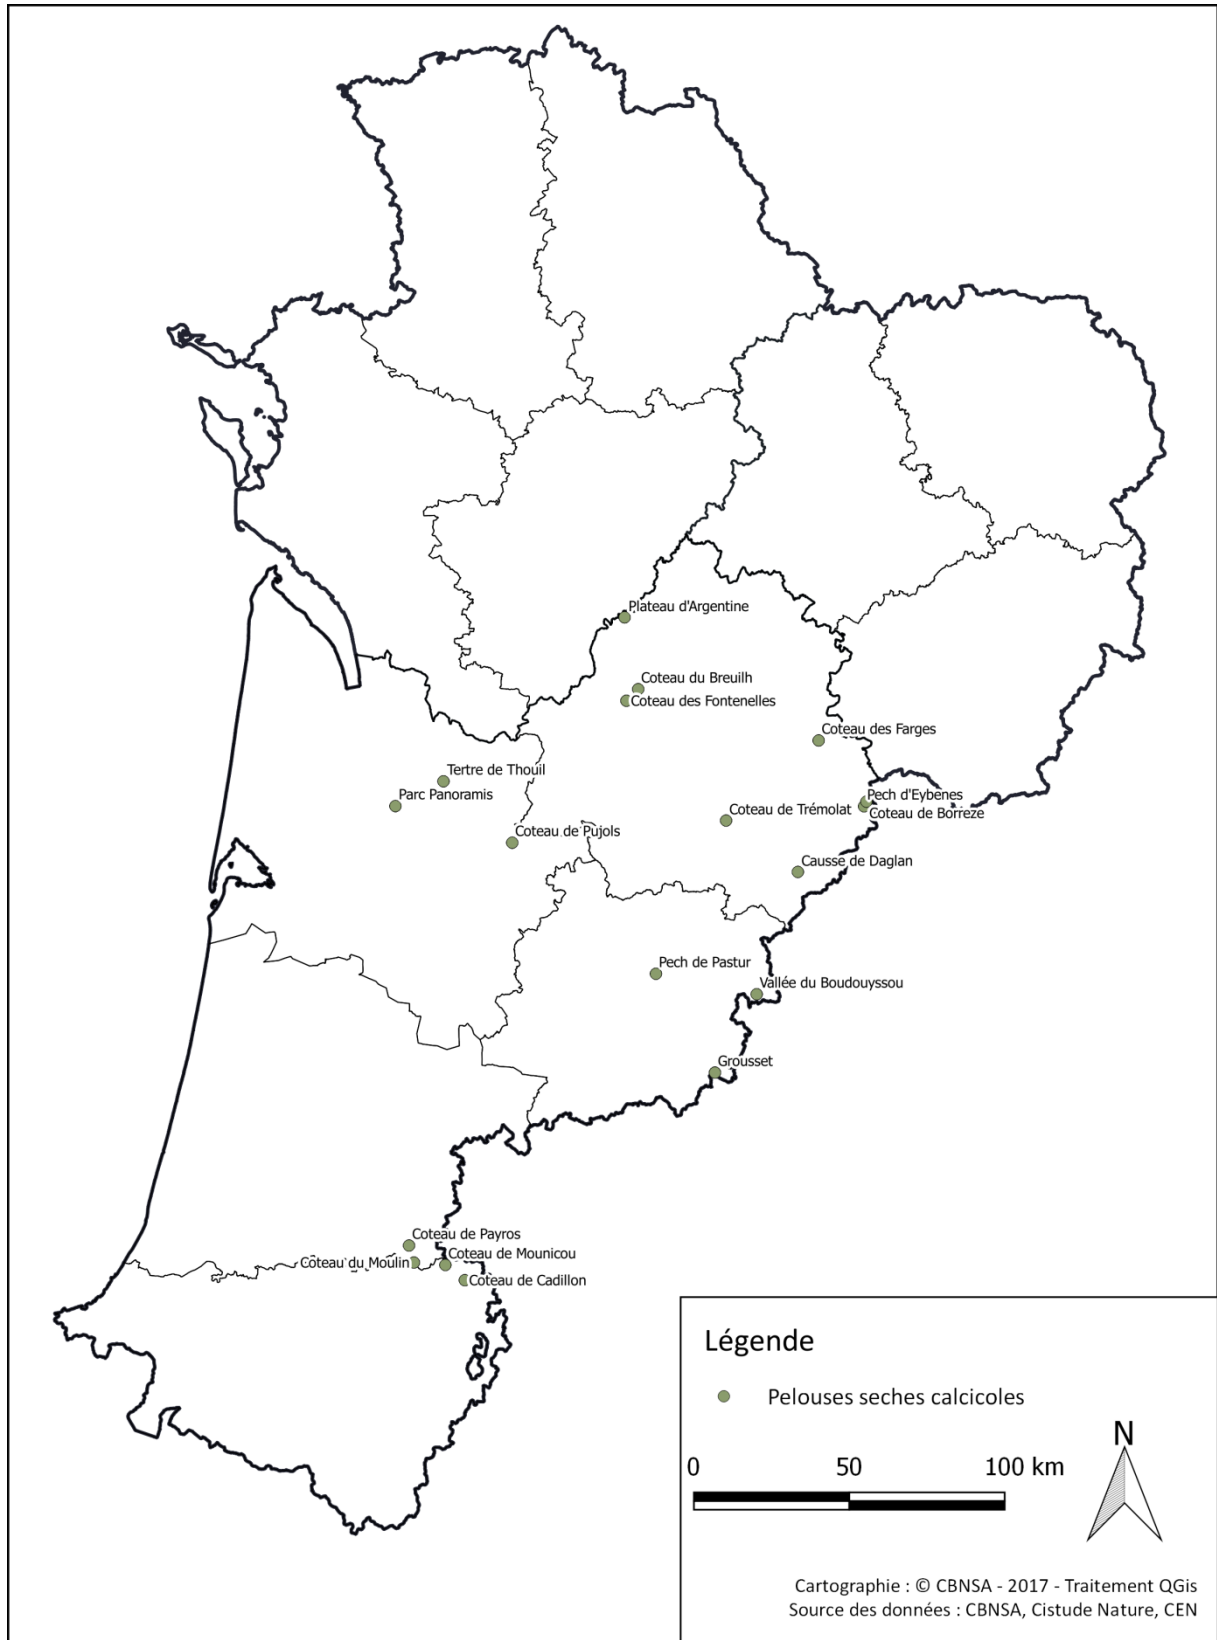 Plateau d'Argentine
Coteau du Breuilh
Coteau des Fontenelles
Coteau des Farges
Tertre de Thouil
Parc Panoramis
Pech d'Eybenes
Coteau de Borreze
Coteau de Trémolat
Coteau de Pujols
Causse de Daglan
Pech de Pastur
Vallée du Boudouyssou
Grousset
Coteau de Payros
Coteau de Mounicou
Coteau du Moulin
Coteau de Cadillon
Légende
Pelouses seches calcicoles
N
0 50 100 km
Cartographie : © CBNSA - 2017 - Traitement QGis
Source des données : CBNSA, Cistude Nature, CEN